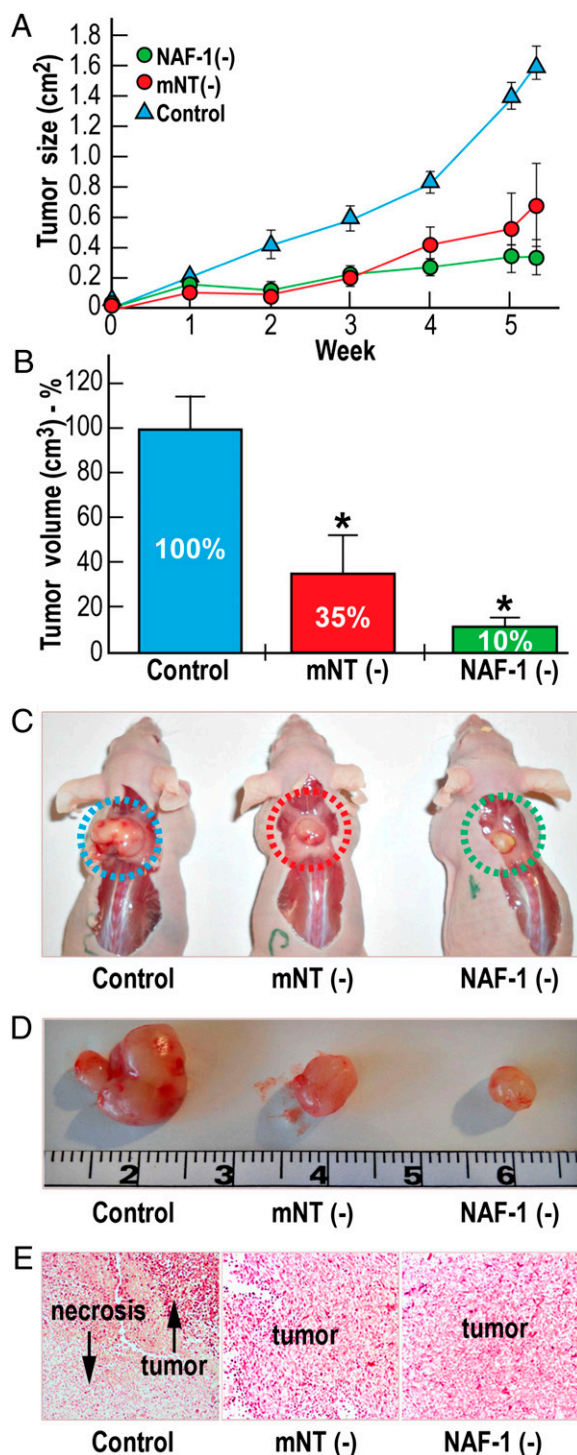 A
Tumor size (cm2)
1.8
1.6
1.4
1.2
1.0
0.8
0.6
0.4
0.2
0
NAF-1(-)
mNT(-)
Control
0 1 2 3 4 5
Week
B
Tumor volume (cm3) - %
120
100
80
60
40
20
0
100%
*
35%
*
10%
Control mNT (-) NAF-1 (-)
C
Control mNT (-) NAF-1 (-)
D
2 3 4 5 6
Control mNT (-) NAF-1 (-)
E
necrosis
tumor
tumor
tumor
Control mNT (-) NAF-1 (-)